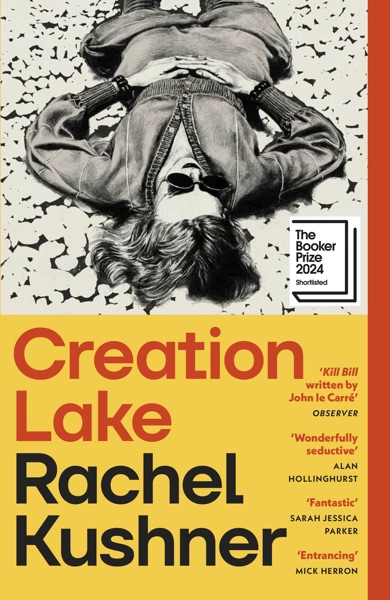 The
Booker
Prize
2024
Shortlisted
Creation
Lake
Rachel
Kushner
‘Kill Bill
written by
John le Carré’
OBSERVER
‘Wonderfully
seductive’
ALAN
HOLLINGHURST
‘Fantastic’
SARAH JESSICA
PARKER
‘Entrancing’
MICK HERRON